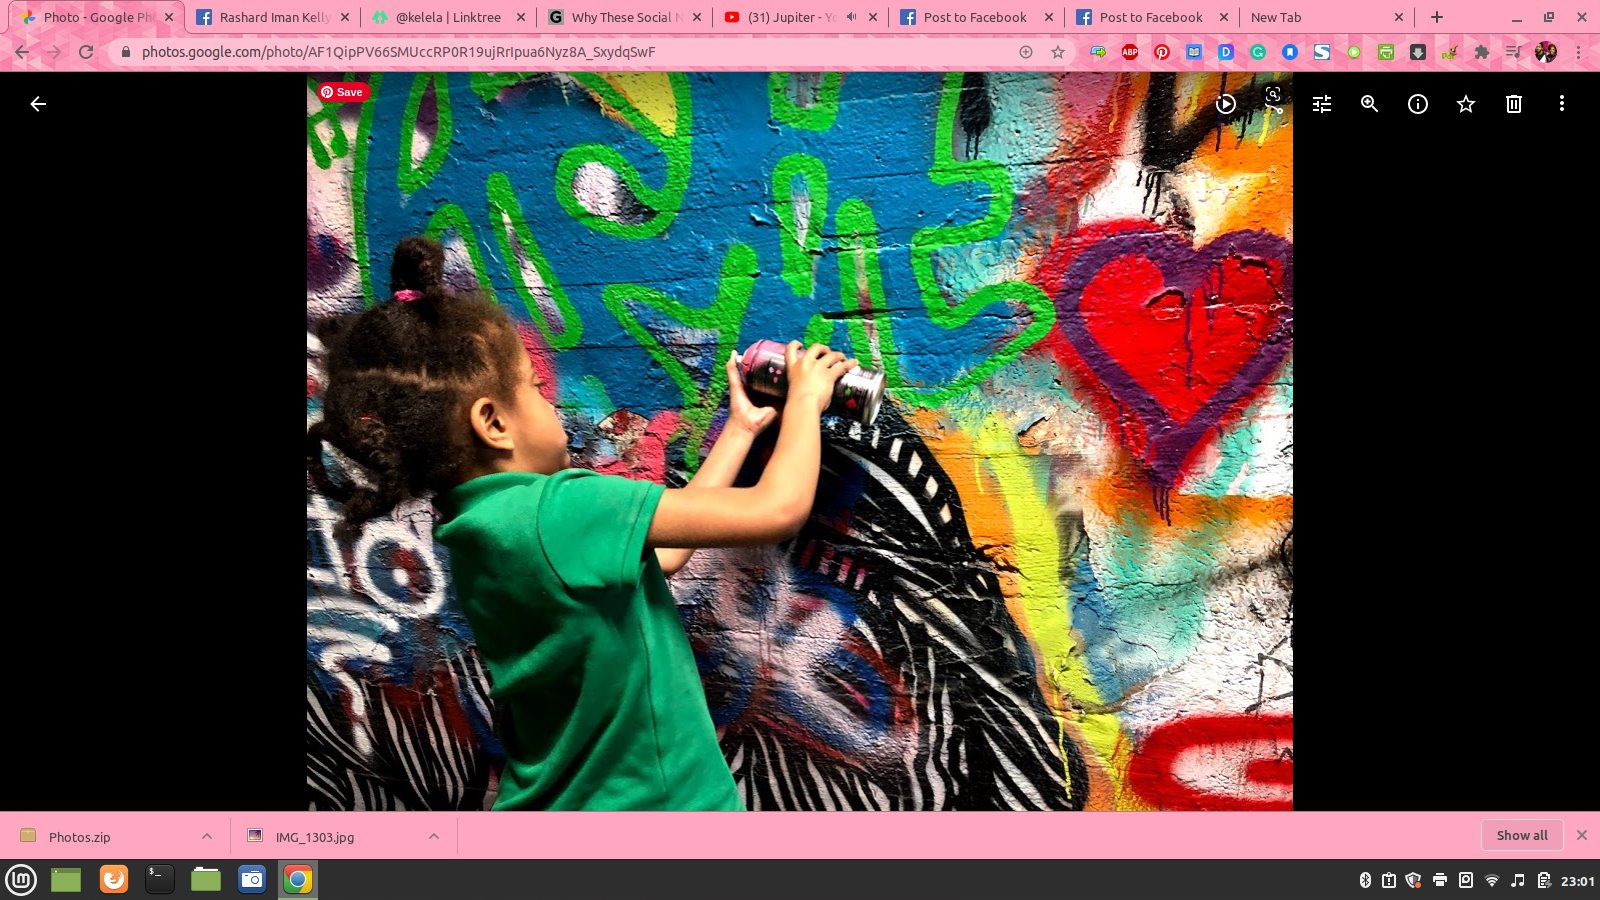 Photo - Google Ph
Rashard Iman Kelly
@kelela | Linktree
Why These Social N
(31) Jupiter - Yo
Post to Facebook
Post to Facebook
New Tab
photos.google.com/photo/AF1QipPV66SMUccRP0R19ujRrIpua6Nyz8A_SxydqSwF
ABP
Save
Photos.zip
IMG_1303.jpg
Show all
23:01